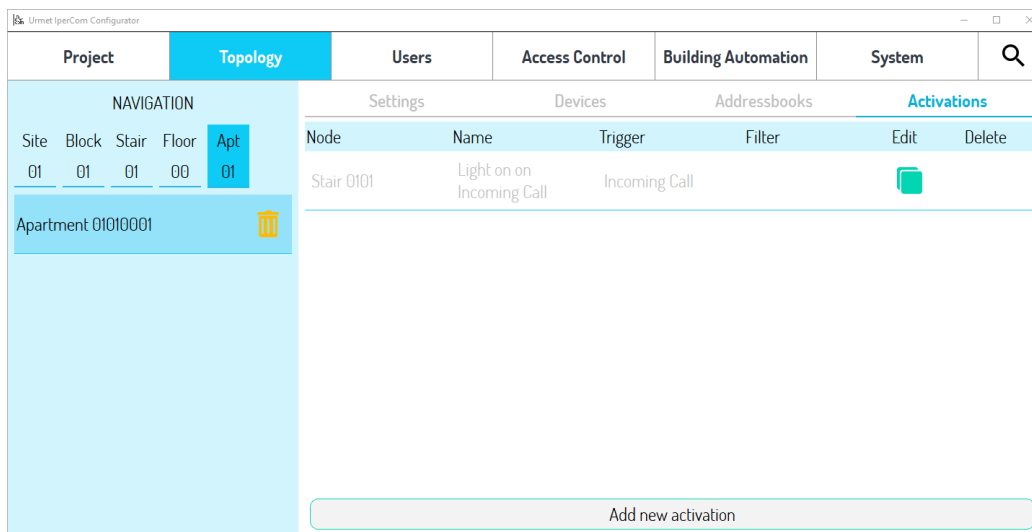 Urmet IperCom Configurator
Project Topology Users Access Control Building Automation System
NAVIGATION
Settings Devices Addressbooks Activations
Site Block Stair Floor Apt
01 01 01 00 01
Apartment 01010001
Node Name Trigger Filter Edit Delete
Stair 0101 Light on on Incoming Call
Incoming Call
Add new activation